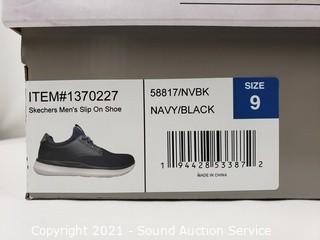 ITEM#1370227
Skechers Men's Slip On Shoe
58817/NVBK
NAVY/BLACK
SIZE
9
1 94428 53387 2
MADE IN CHINA
Copyright 2021 - Sound Auction Service